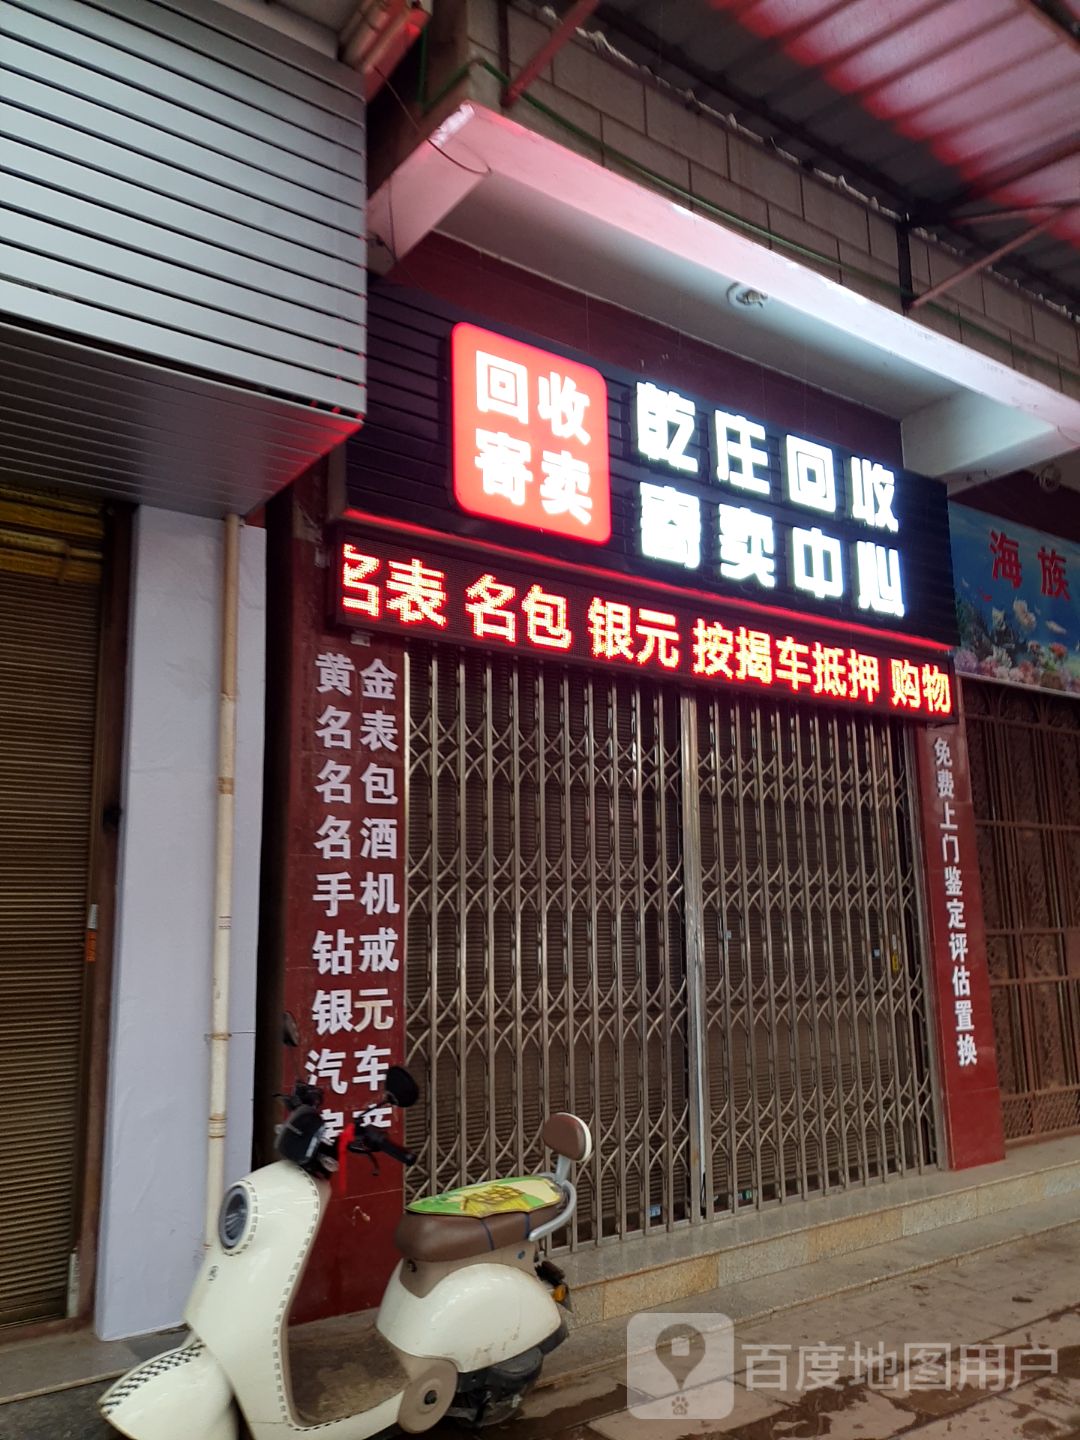 回收
寄卖
乾庄回收
寄卖中心
名表 名包 银元 按揭车抵押 购物
黄金
名表
名包
名酒
手机
钻戒
银元
汽车
免费上门鉴定评估置换
海族
百度地图用户